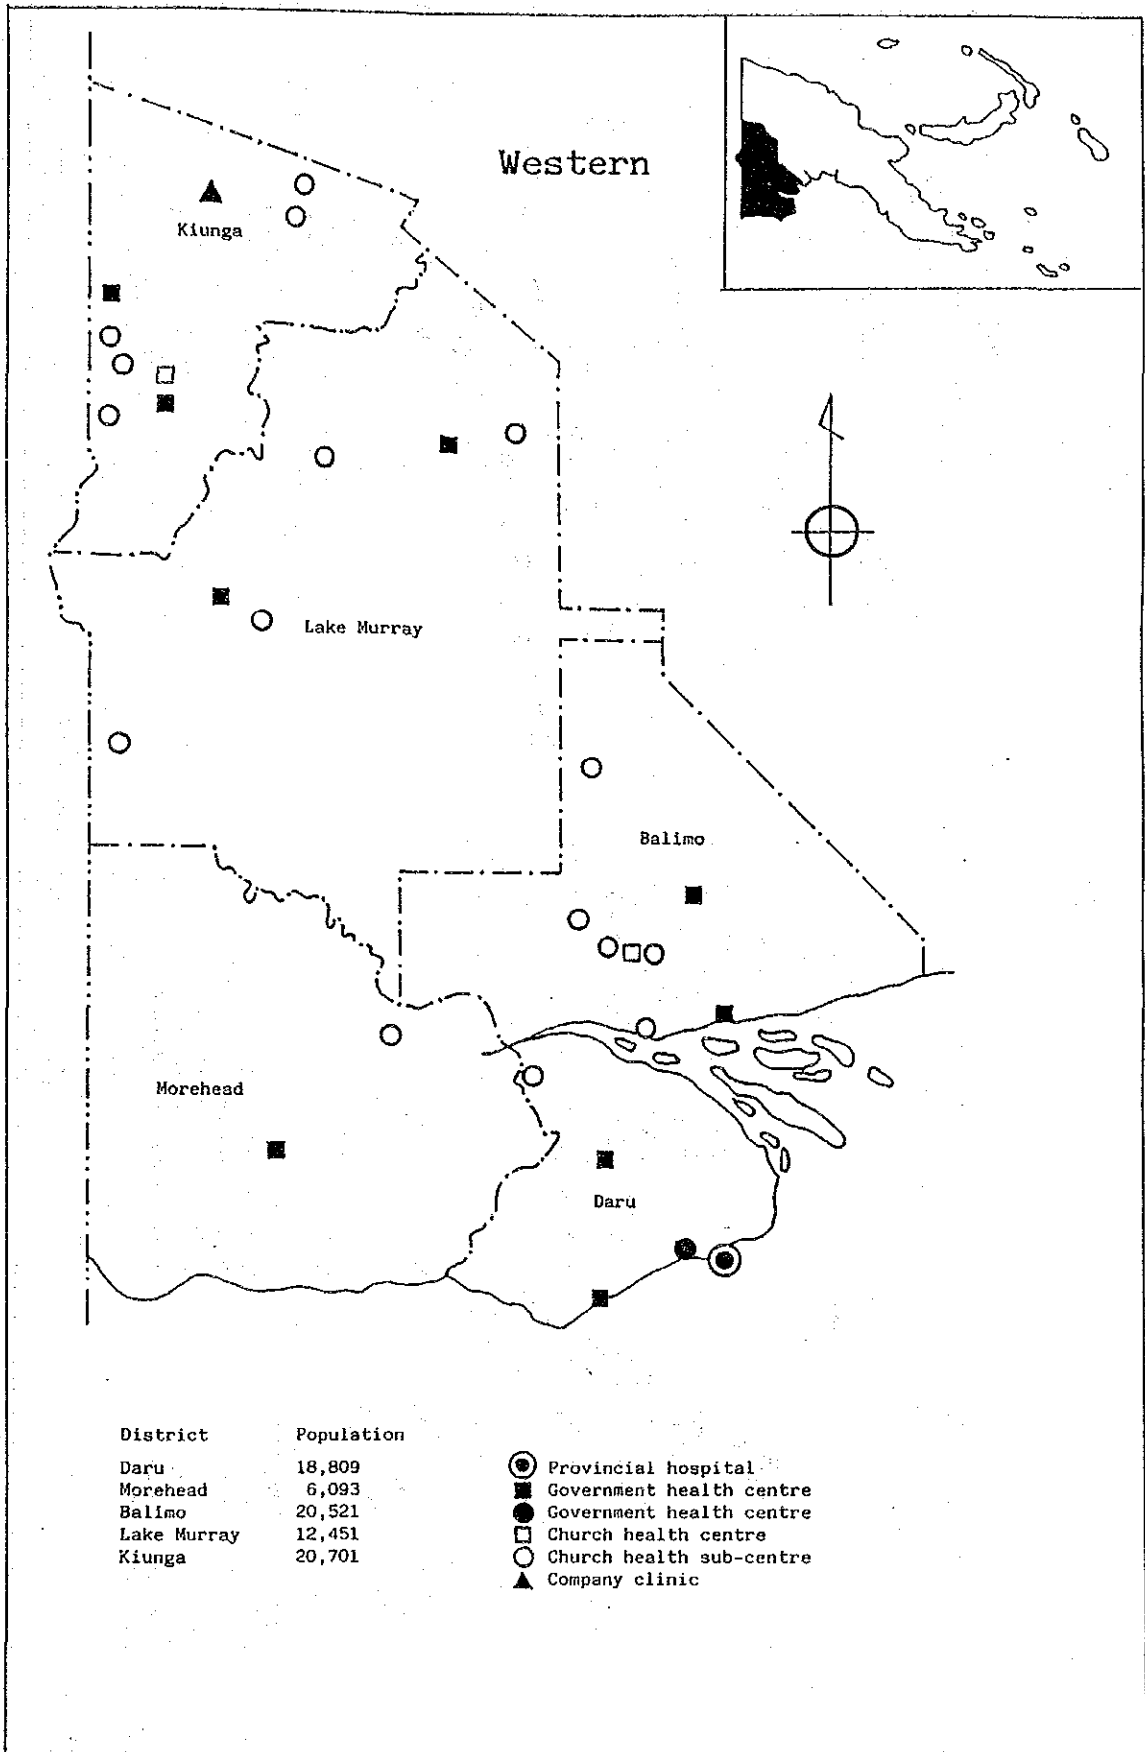 Western
Kiunga
Lake Murray
Balimo
Morehead
Daru
District Population
Daru 18,809
Morehead 6,093
Balimo 20,521
Lake Murray 12,451
Kiunga 20,701
Provincial hospital
Government health centre
Government health centre
Church health centre
Church health sub-centre
Company clinic